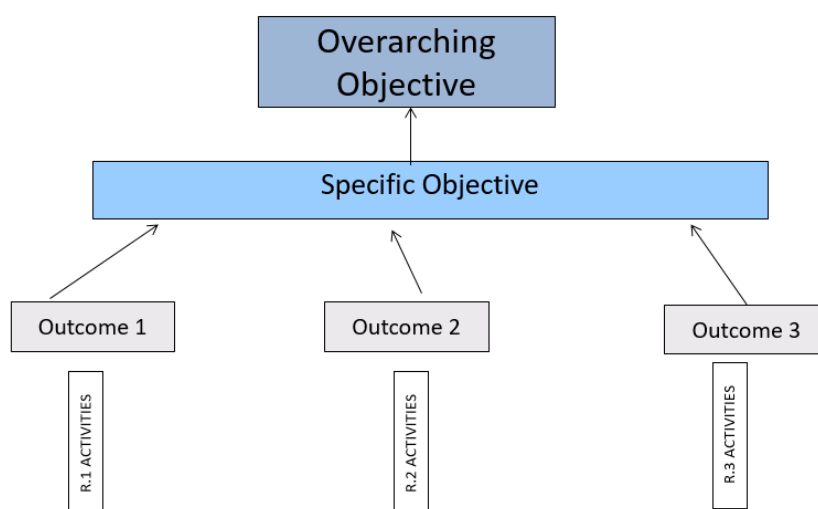 Overarching
Objective
Specific Objective
Outcome 1
Outcome 2
Outcome 3
R.1 ACTIVITIES
R.2 ACTIVITIES
R.3 ACTIVITIES